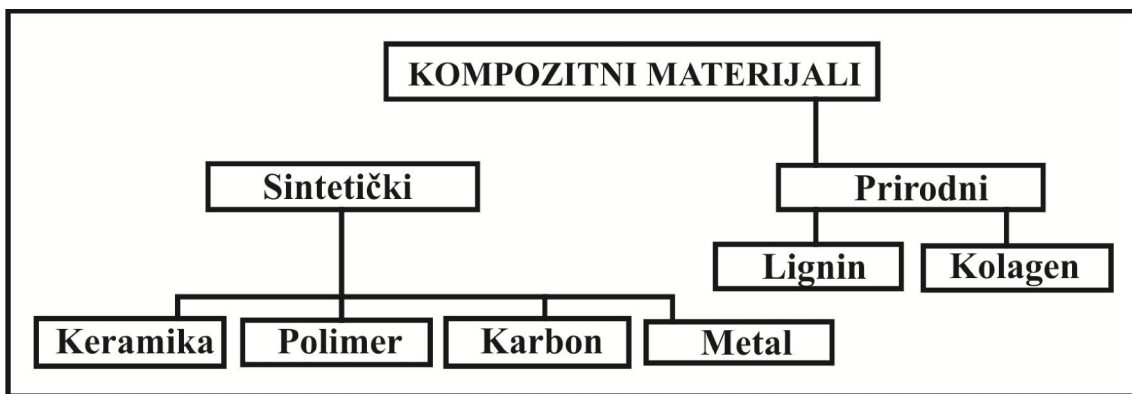 KOMPOZITNI MATERIJALI
Sintetički
Prirodni
Lignin
Kolagen
Keramika
Polimer
Karbon
Metal